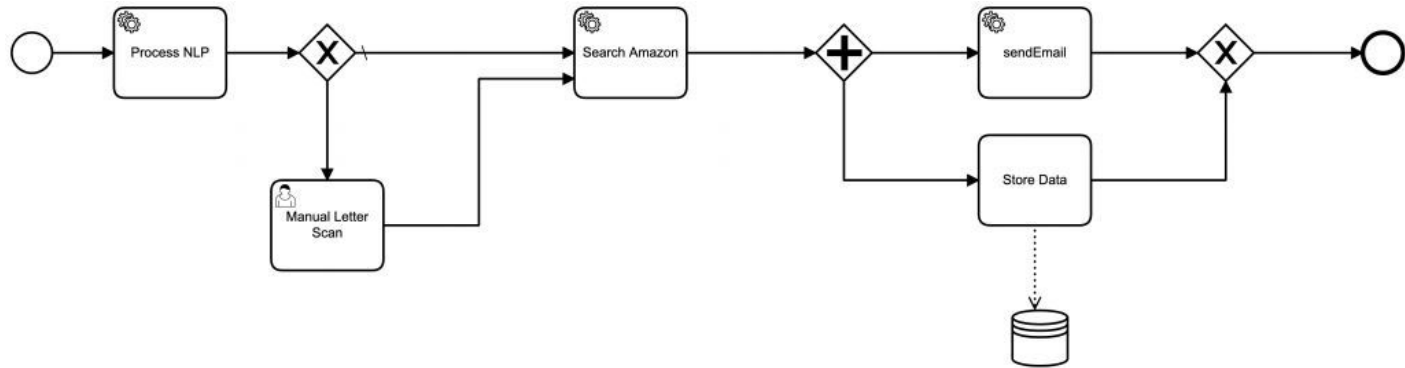 Process NLP
Search Amazon
sendEmail
Store Data
Manual Letter
Scan